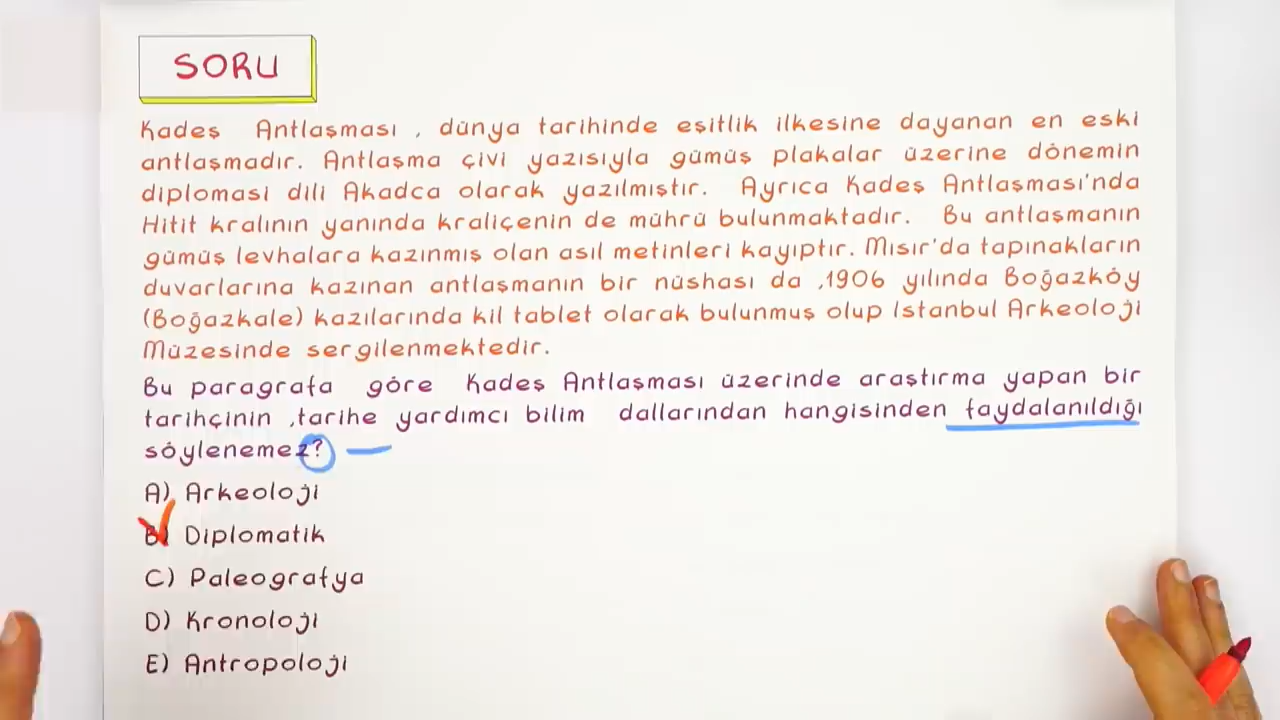 SORU
Kadeş Antlaşması , dünya tarihinde eşitlik ilkesine dayanan en eski
antlaşmadır. Antlaşma çivi yazısıyla gümüş plakalar üzerine dönemin
diplomasi dili Akadca olarak yazılmıştır. Ayrıca Kadeş Antlaşması'nda
Hitit kralının yanında kraliçenin de mührü bulunmaktadır. Bu antlaşmanın
gümüş levhalara kazınmış olan asıl metinleri kayıptır. Mısır'da tapınakların
duvarlarına kazınan antlaşmanın bir nüshası da ,1906 yılında Boğazköy
(Boğazkale) kazılarında kil tablet olarak bulunmuş olup İstanbul Arkeoloji
Müzesinde sergilenmektedir.
Bu paragrafa göre Kadeş Antlaşması üzerinde araştırma yapan bir
tarihçinin ,tarihe yardımcı bilim dallarından hangisinden faydalanıldığı
söylenemez?
A) Arkeoloji
B) Diplomatik
C) Paleografya
D) Kronoloji
E) Antropoloji